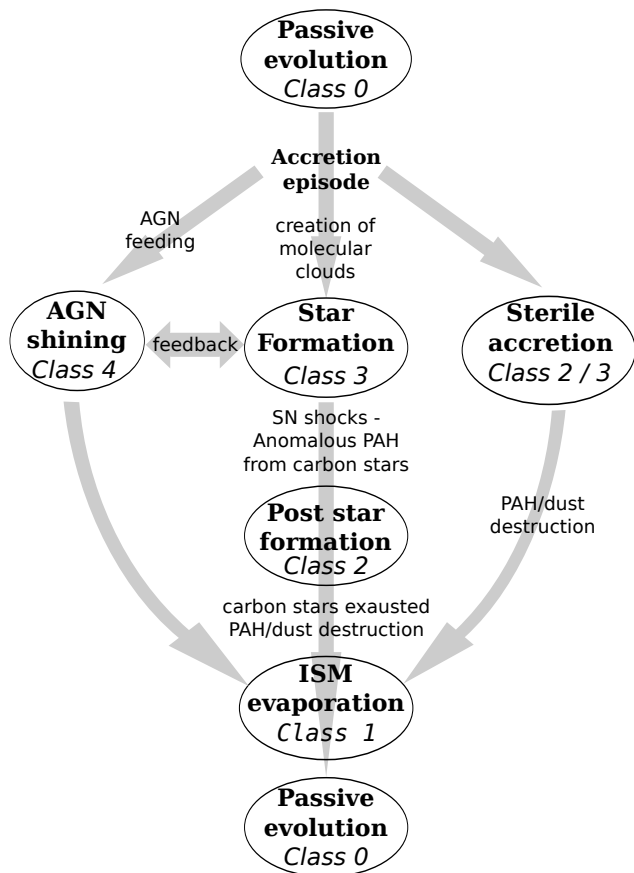 Passive
evolution
Class 0
Accretion
episode
AGN
feeding
creation of
molecular
clouds
AGN
shining
Class 4
feedback
Star
Formation
Class 3
Sterile
accretion
Class 2 / 3
SN shocks -
Anomalous PAH
from carbon stars
PAH/dust
destruction
Post star
formation
Class 2
carbon stars exausted
PAH/dust destruction
ISM
evaporation
Class 1
Passive
evolution
Class 0